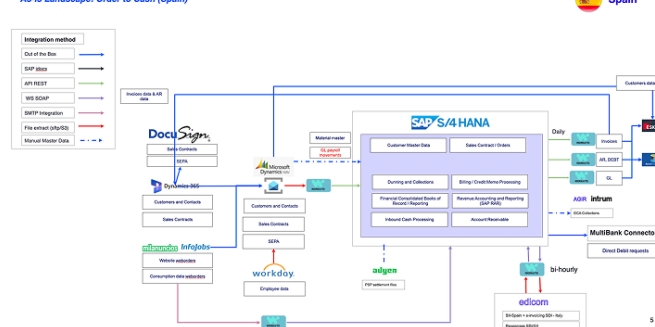 As Is Landscape: Order to Cash (Spain)
Spain
Integration method
Out of the Box
SAP idocs
API REST
WS SOAP
SMTP Integration
File extract (sftp/S3)
Manual Master Data
Invoices data & AR
data
Customers data
DocuSign
Sales Contracts
SEPA
Dynamics 365
Customers and Contacts
Sales Contracts
milanuncios InfoJobs
Website weborders
Consumption data weborders
Microsoft
Dynamics
Customers and Contacts
Sales Contracts
SEPA
workday.
Employee data
Material master
GL payroll
movements
SAP S/4 HANA
Customer Master Data
Sales Contract / Orders
Dunning and Collections
Billing / Credit Memo Processing
Financial Consolidated Books of
Record / Reporting
Revenue Accounting and Reporting
(SAP RAR)
Inbound Cash Processing
Account Receivable
adyen
PSP settlement files
Daily
Invoices
AR, DEBT
GL
AGIR intrum
DCA Collections
MultiBank Connecto
Direct Debit requests
bi-hourly
edicom
5